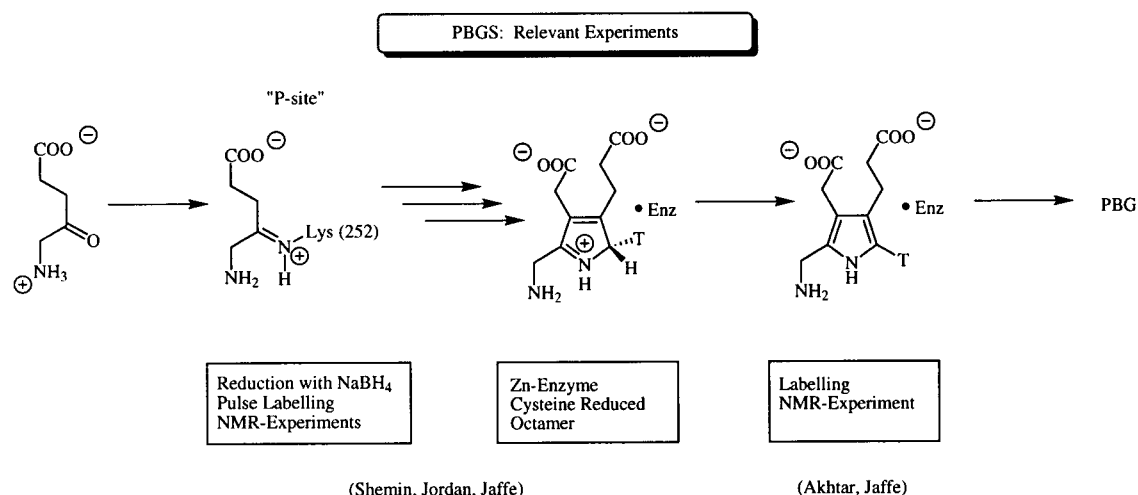 PBGS: Relevant Experiments
"P-site"
COO ⊖
O
NH3
⊕
COO ⊖
Lys (252)
N
⊕
H
NH2
⊖
OOC
COO ⊖
• Enz
⊕
T
N
H
H
NH2
⊖
OOC
COO ⊖
• Enz
T
N
H
NH2
PBG
Reduction with NaBH4
Pulse Labelling
NMR-Experiments
Zn-Enzyme
Cysteine Reduced
Octamer
Labelling
NMR-Experiment
(Shemin, Jordan, Jaffe)
(Akhtar, Jaffe)